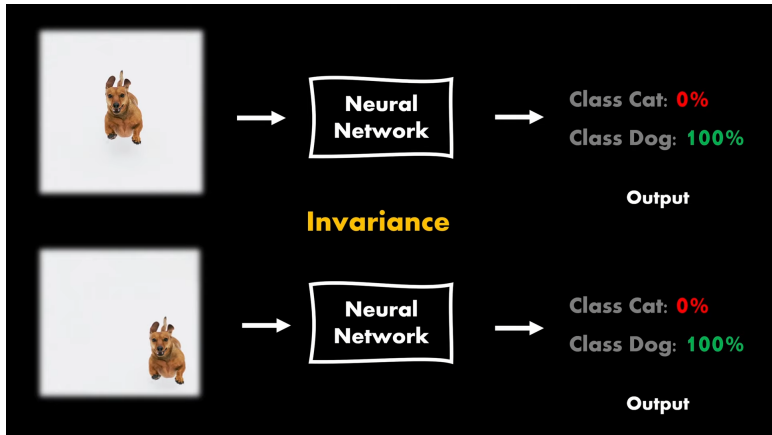 Neural
Network
Class Cat: 0%
Class Dog: 100%
Output
Invariance
Neural
Network
Class Cat: 0%
Class Dog: 100%
Output